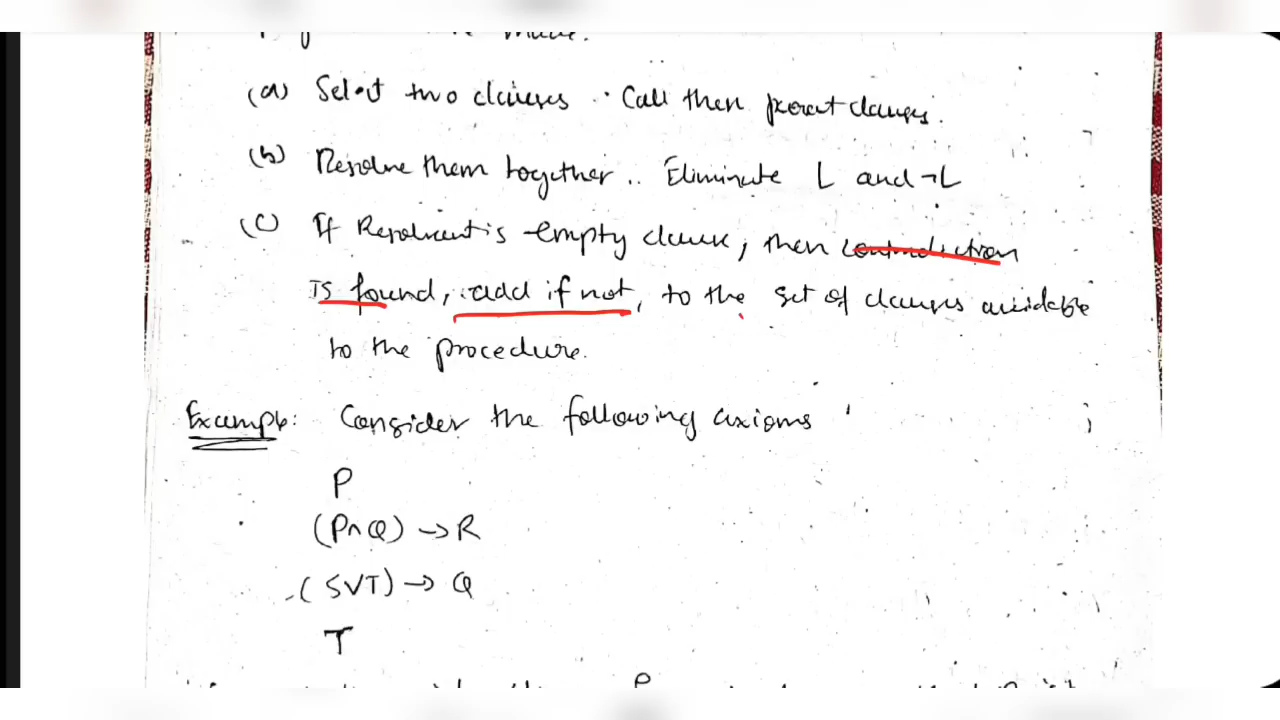 (a) Select two clauses. Call then parent clauses.
(b) Resolve them together.. Eliminate L and ¬L
(c) If Resolvent is empty clause, then contradiction
is found, add if not, to the set of clauses available
to the procedure.
Example: Consider the following axioms
P
(P∧Q) → R
(S∨T) → Q
T